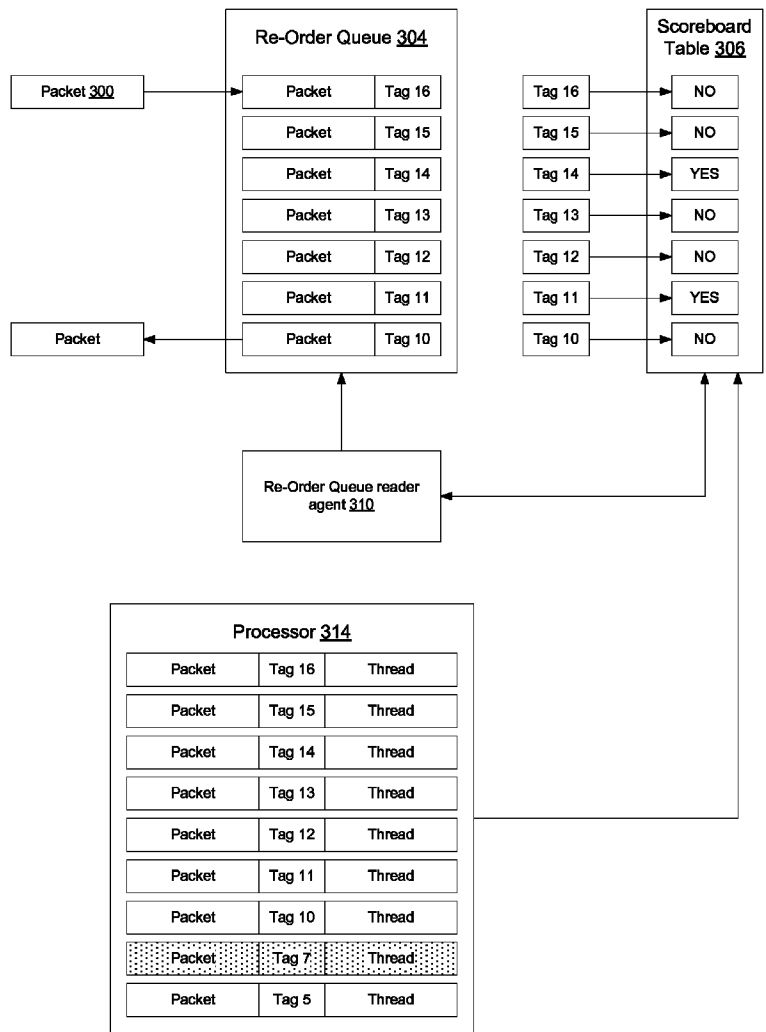 Re-Order Queue 304
Scoreboard
Table 306
Packet 300
Packet Tag 16
Tag 16 NO
Packet Tag 15
Tag 15 NO
Packet Tag 14
Tag 14 YES
Packet Tag 13
Tag 13 NO
Packet Tag 12
Tag 12 NO
Packet Tag 11
Tag 11 YES
Packet
Packet Tag 10
Tag 10 NO
Re-Order Queue reader
agent 310
Processor 314
Packet Tag 16 Thread
Packet Tag 15 Thread
Packet Tag 14 Thread
Packet Tag 13 Thread
Packet Tag 12 Thread
Packet Tag 11 Thread
Packet Tag 10 Thread
Packet Tag 7 Thread
Packet Tag 5 Thread